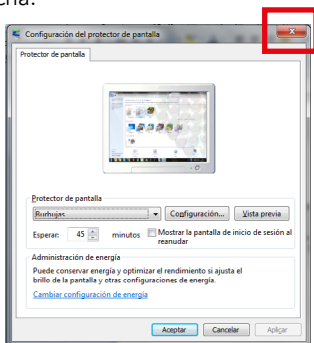 cha.
Configuración del protector de pantalla
Protector de pantalla
Protector de pantalla
Burbujas
Configuración...
Vista previa
Esperar: 45 minutos
Mostrar la pantalla de inicio de sesión al
reanudar
Administración de energía
Puede conservar energía y optimizar el rendimiento si ajusta el
brillo de la pantalla y otras configuraciones de energía.
Cambiar configuración de energía
Aceptar
Cancelar
Aplicar